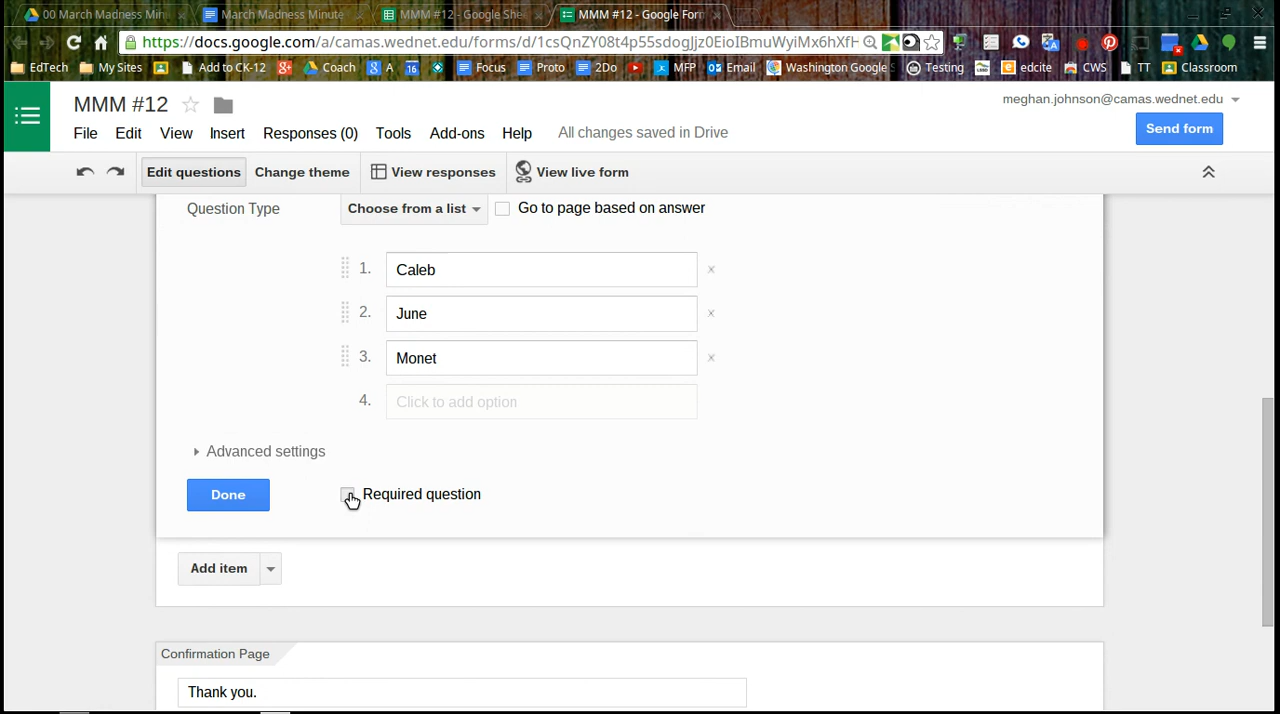 00 March Madness Min
March Madness Minute
MMM #12 - Google She
MMM #12 - Google For
https://docs.google.com/a/camas.wednet.edu/forms/d/1csQnZY08t4p55sdogJjz0EioIBmuWyiMx6hXfH
EdTech
My Sites
Add to CK-12
Coach
A
16
Focus
Proto
2Do
MFP
Email
Washington Google
Testing
edcite
CWS
TT
Classroom
MMM #12
meghan.johnson@camas.wednet.edu
File Edit View Insert Responses (0) Tools Add-ons Help All changes saved in Drive
Send form
Edit questions Change theme View responses View live form
Question Type Choose from a list Go to page based on answer
1. Caleb
2. June
3. Monet
4. Click to add option
Advanced settings
Done Required question
Add item
Confirmation Page
Thank you.